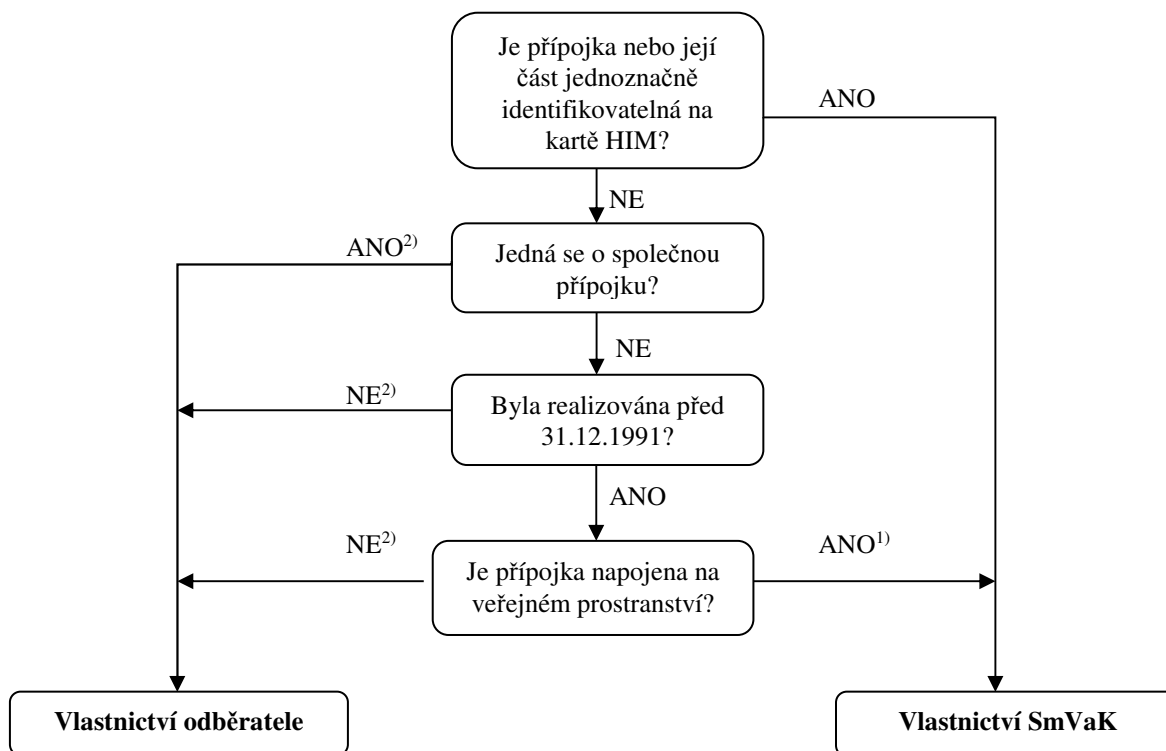 Je přípojka nebo její
část jednoznačně
identifikovatelná na
kartě HIM?
ANO
NE
ANO2)
Jedná se o společnou
přípojku?
NE
NE2)
Byla realizována před
31.12.1991?
ANO
NE2)
Je přípojka napojena na
veřejném prostranství?
ANO1)
Vlastnictví odběratele
Vlastnictví SmVaK